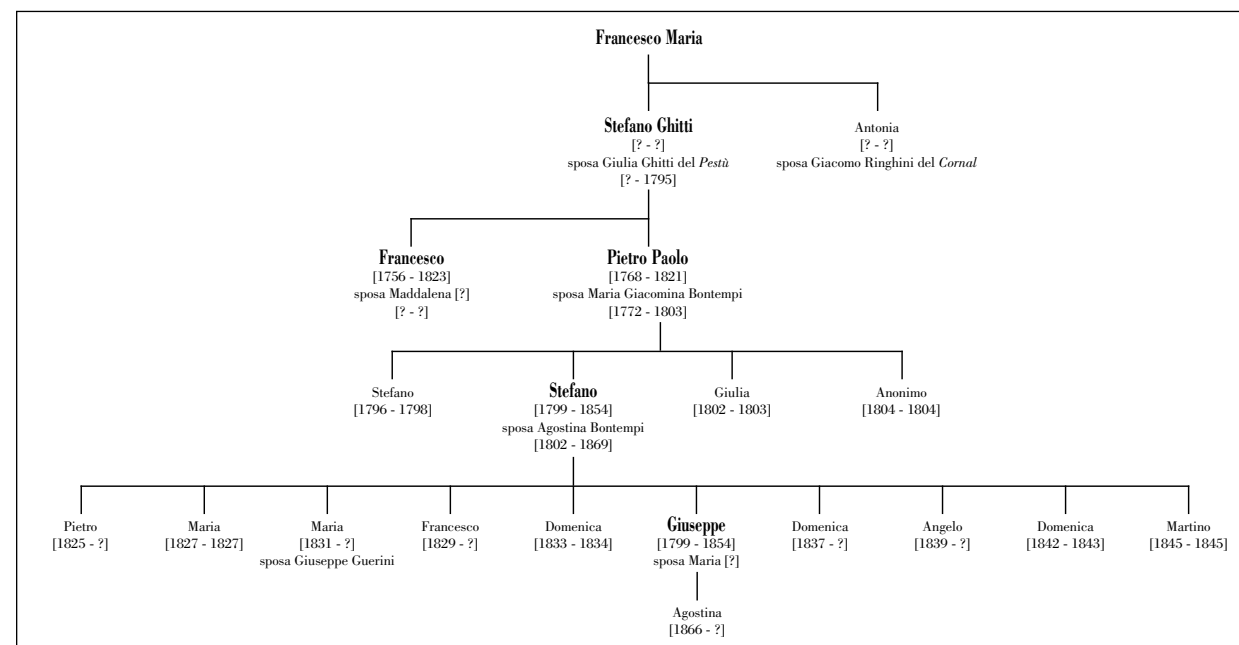 Francesco Maria
Stefano Ghitti
[? - ?]
sposa Giulia Ghitti del Pestù
[? - 1795]
Antonia
[? - ?]
sposa Giacomo Ringhini del Cornal
Francesco
[1756 - 1823]
sposa Maddalena [?]
[? - ?]
Pietro Paolo
[1768 - 1821]
sposa Maria Giacomina Bontempi
[1772 - 1803]
Stefano
[1796 - 1798]
Stefano
[1799 - 1854]
sposa Agostina Bontempi
[1802 - 1869]
Giulia
[1802 - 1803]
Anonimo
[1804 - 1804]
Pietro
[1825 - ?]
Maria
[1827 - 1827]
Maria
[1831 - ?]
sposa Giuseppe Guerini
Francesco
[1829 - ?]
Domenica
[1833 - 1834]
Giuseppe
[1799 - 1854]
sposa Maria [?]
Domenica
[1837 - ?]
Angelo
[1839 - ?]
Domenica
[1842 - 1843]
Martino
[1845 - 1845]
Agostina
[1866 - ?]